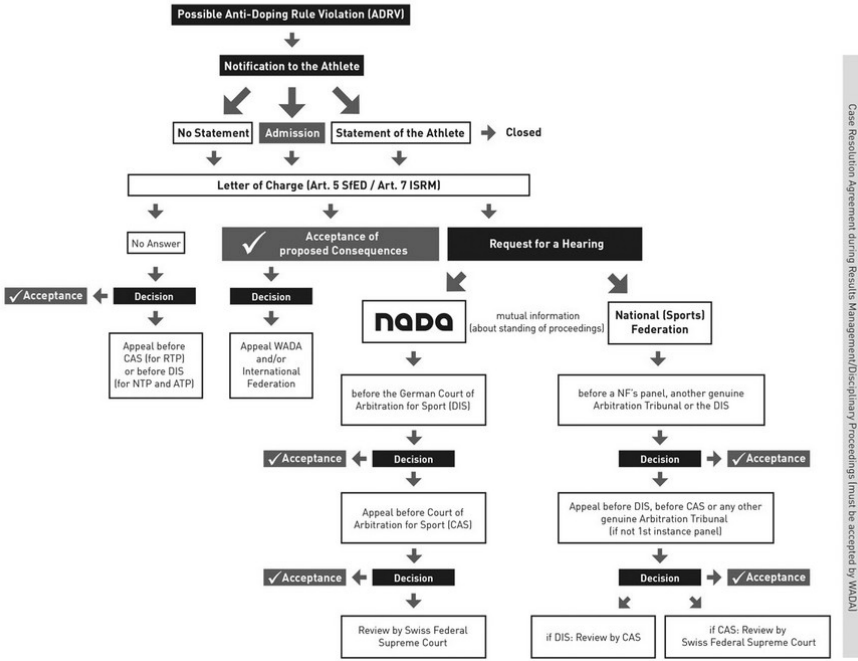 Possible Anti-Doping Rule Violation (ADRV)
Notification to the Athlete
No Statement
Admission
Statement of the Athlete
Closed
Letter of Charge (Art. 5 SfED / Art. 7 ISRM)
No Answer
Acceptance of
proposed Consequences
Request for a Hearing
Acceptance
Decision
Decision
NADA
mutual information
(about standing of proceedings)
National (Sports)
Federation
Appeal before
CAS (for RTP)
or before DIS
(for NTP and ATP)
Appeal WADA
and/or
International
Federation
before the German Court of
Arbitration for Sport (DIS)
before a NF's panel, another genuine
Arbitration Tribunal or the DIS
Acceptance
Decision
Decision
Acceptance
Appeal before Court of
Arbitration for Sport (CAS)
Appeal before DIS, before CAS or any other
genuine Arbitration Tribunal
(if not 1st instance panel)
Acceptance
Decision
Decision
Acceptance
Review by Swiss Federal
Supreme Court
if DIS: Review by CAS
if CAS: Review by
Swiss Federal Supreme Court
Case Resolution Agreement during Results Management/Disciplinary Proceedings (must be accepted by WADA)